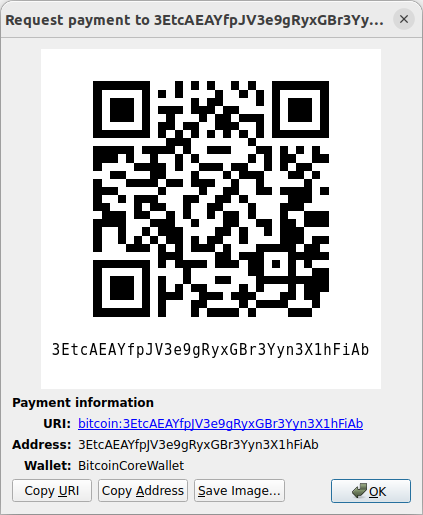 Request payment to 3EtcAEAYfpJV3e9gRyxGBr3Yy...
3EtcAEAYfpJV3e9gRyxGBr3Yyn3X1hFiAb
Payment information
URI: bitcoin:3EtcAEAYfpJV3e9gRyxGBr3Yyn3X1hFiAb
Address: 3EtcAEAYfpJV3e9gRyxGBr3Yyn3X1hFiAb
Wallet: BitcoinCoreWallet
Copy URI Copy Address Save Image... OK